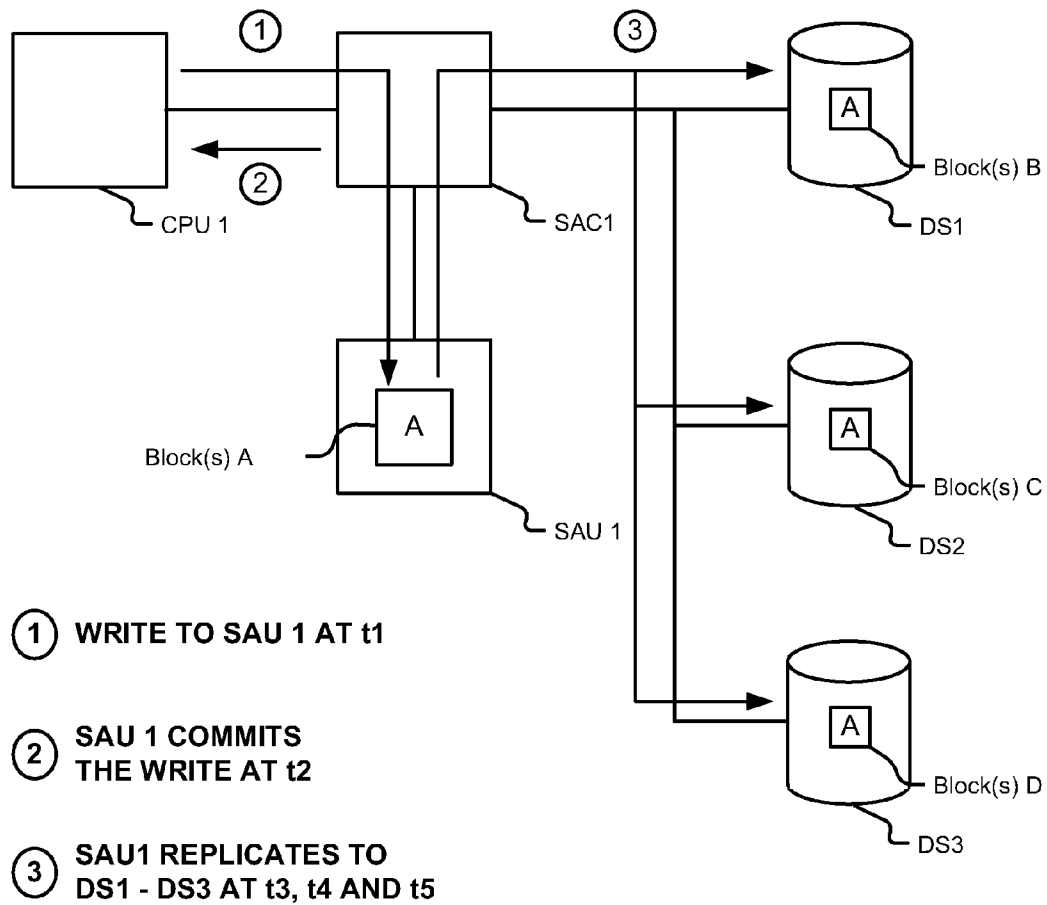 1
3
A
Block(s) B
2
CPU 1
SAC1
DS1
A
Block(s) A
A
Block(s) C
SAU 1
DS2
1 WRITE TO SAU 1 AT t1
A
2 SAU 1 COMMITS
THE WRITE AT t2
Block(s) D
DS3
3 SAU1 REPLICATES TO
DS1 - DS3 AT t3, t4 AND t5